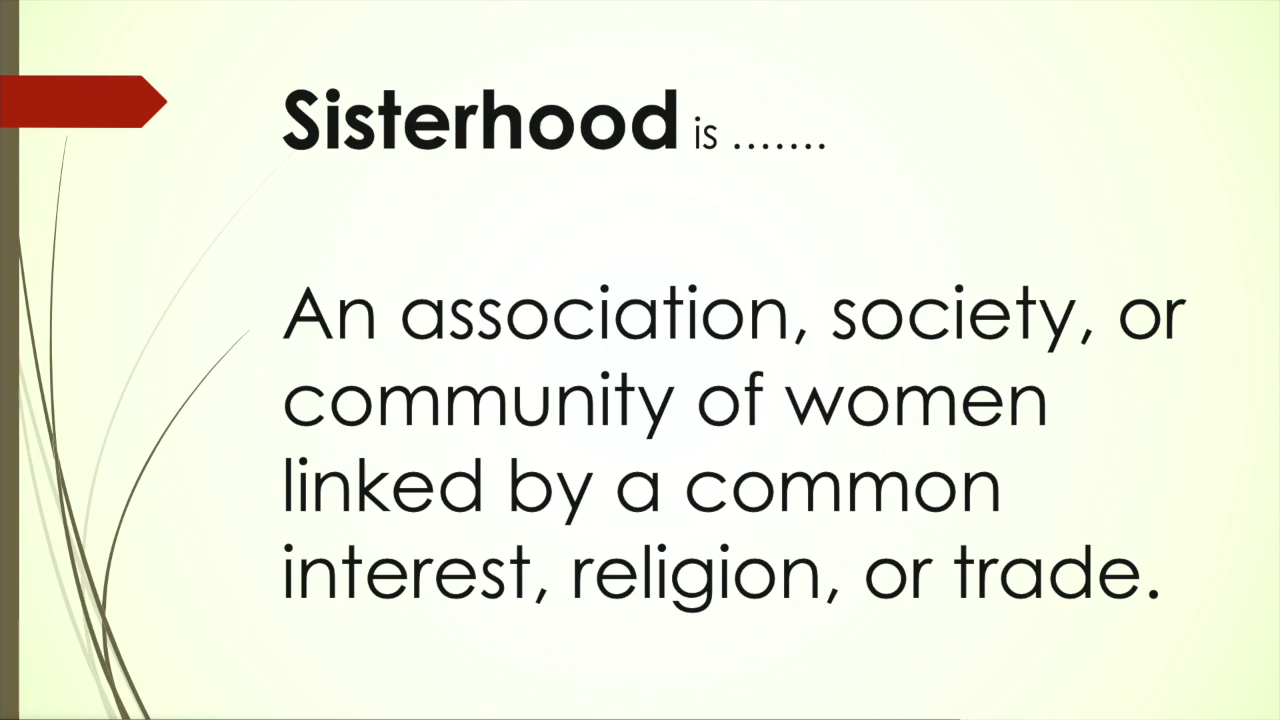 Sisterhood is .......
An association, society, or
community of women
linked by a common
interest, religion, or trade.